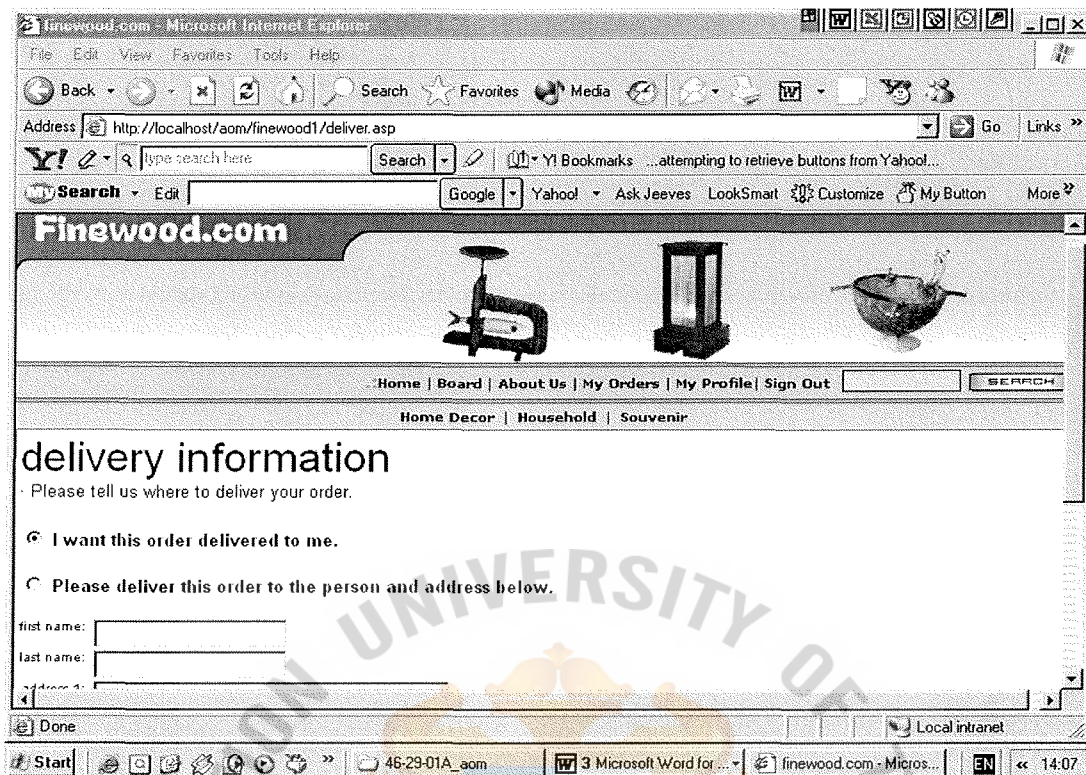 finewood.com - Microsoft Internet Explorer
File Edit View Favorites Tools Help
Back Search Favorites Media
Address http://localhost/aom/finewood1/deliver.asp Go Links »
Y! type search here Search Y! Bookmarks ...attempting to retrieve buttons from Yahoo!...
my Search Edit Google Yahoo! Ask Jeeves LookSmart Customize My Button More »
Finewood.com
Home | Board | About Us | My Orders | My Profile| Sign Out SEARCH
Home Decor | Household | Souvenir
delivery information
Please tell us where to deliver your order.
I want this order delivered to me.
Please deliver this order to the person and address below.
first name:
last name:
address 1:
UNIVERSITY OF
Done Local intranet
Start » 46-29-01A_aom 3 Microsoft Word for ... finewood.com - Micros... EN « 14:07